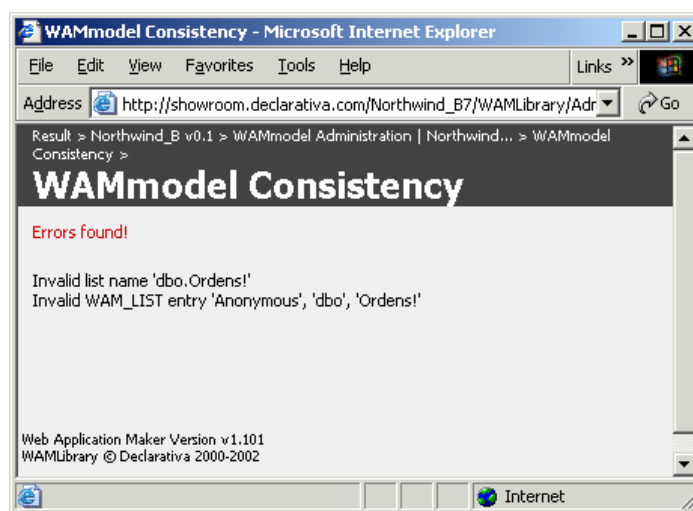 WAMmodel Consistency - Microsoft Internet Explorer
File Edit View Favorites Tools Help Links »
Address http://showroom.declarativa.com/Northwind_B7/WAMLibrary/Adr Go
Result > Northwind_B v0.1 > WAMmodel Administration | Northwind... > WAMmodel
Consistency >
WAMmodel Consistency
Errors found!
Invalid list name 'dbo.Ordens!'
Invalid WAM_LIST entry 'Anonymous', 'dbo', 'Ordens!'
Web Application Maker Version v1.101
WAMLibrary © Declarativa 2000-2002
Internet